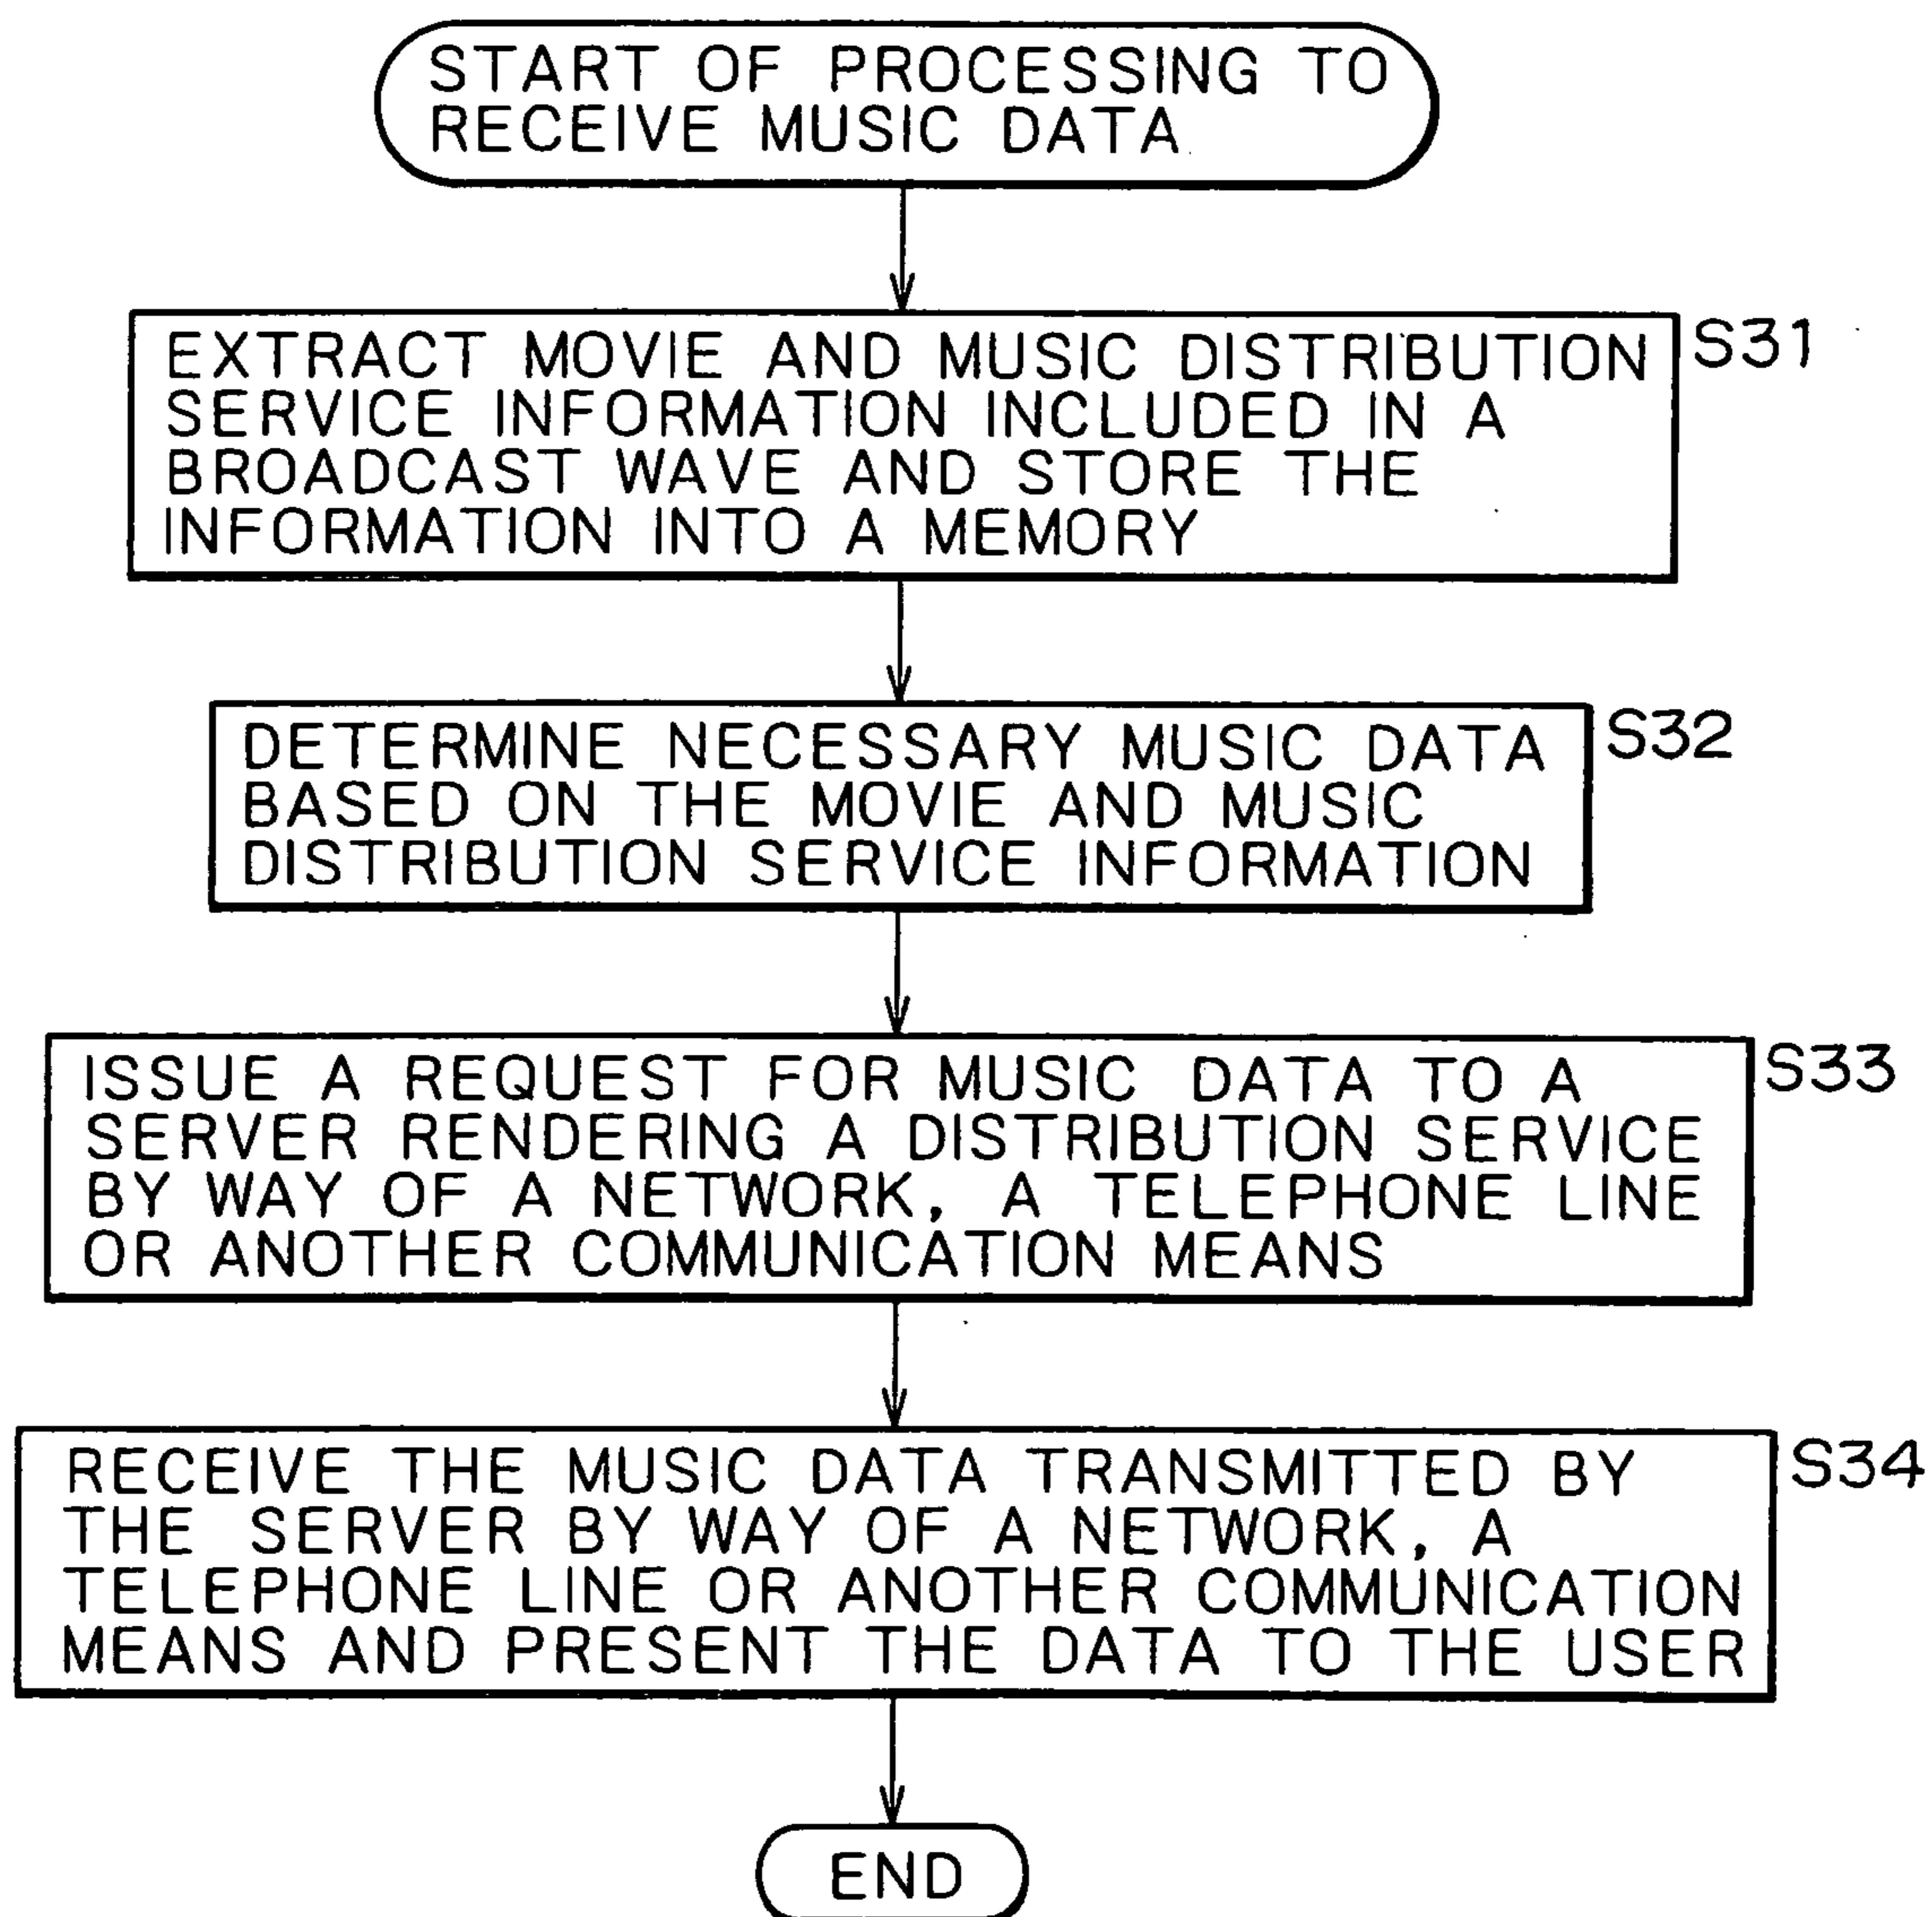 START OF PROCESSING TO
RECEIVE MUSIC DATA
EXTRACT MOVIE AND MUSIC DISTRIBUTION
SERVICE INFORMATION INCLUDED IN A
BROADCAST WAVE AND STORE THE
INFORMATION INTO A MEMORY
S31
DETERMINE NECESSARY MUSIC DATA
BASED ON THE MOVIE AND MUSIC
DISTRIBUTION SERVICE INFORMATION
S32
ISSUE A REQUEST FOR MUSIC DATA TO A
SERVER RENDERING A DISTRIBUTION SERVICE
BY WAY OF A NETWORK, A TELEPHONE LINE
OR ANOTHER COMMUNICATION MEANS
S33
RECEIVE THE MUSIC DATA TRANSMITTED BY
THE SERVER BY WAY OF A NETWORK, A
TELEPHONE LINE OR ANOTHER COMMUNICATION
MEANS AND PRESENT THE DATA TO THE USER
S34
END